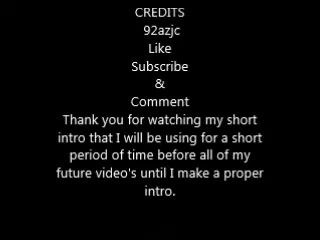 CREDITS
92azjc
Like
Subscribe
&
Comment
Thank you for watching my short
intro that I will be using for a short
period of time before all of my
future video's until I make a proper
intro.